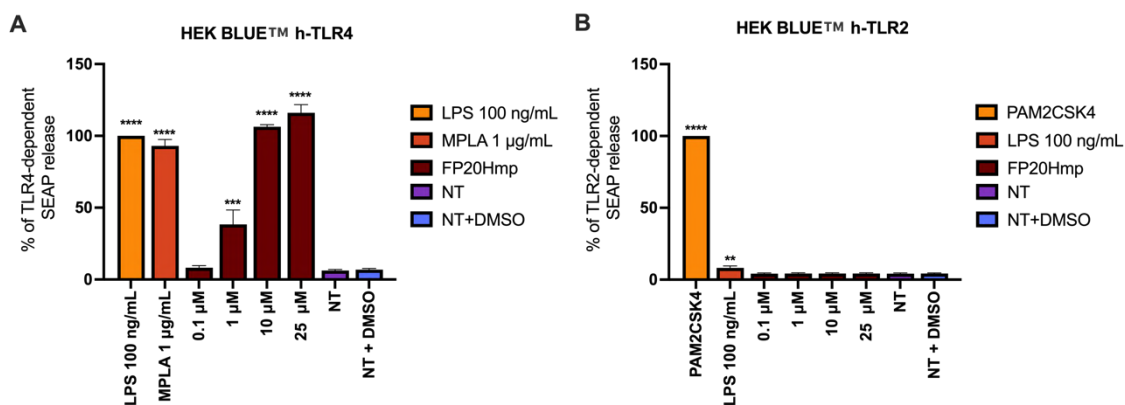 A
HEK BLUE™ h-TLR4
% of TLR4-dependent
SEAP release
150
100
50
0
****
****
***
****
****
LPS 100 ng/mL
MPLA 1 µg/mL
0.1 µM
1 µM
10 µM
25 µM
NT
NT + DMSO
LPS 100 ng/mL
MPLA 1 µg/mL
FP20Hmp
NT
NT+DMSO
B
HEK BLUE™ h-TLR2
% of TLR2-dependent
SEAP release
150
100
50
0
****
**
PAM2CSK4
LPS 100 ng/mL
0.1 µM
1 µM
10 µM
25 µM
NT
NT + DMSO
PAM2CSK4
LPS 100 ng/mL
FP20Hmp
NT
NT+DMSO